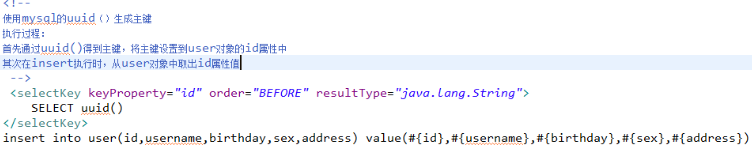 <!--
使用mysql的uuid（）生成主键
执行过程：
首先通过uuid()得到主键，将主键设置到user对象的id属性中
其次在insert执行时，从user对象中取出id属性值
-->
<selectKey keyProperty="id" order="BEFORE" resultType="java.lang.String">
SELECT uuid()
</selectKey>
insert into user(id,username,birthday,sex,address) value(#{id},#{username},#{birthday},#{sex},#{address})